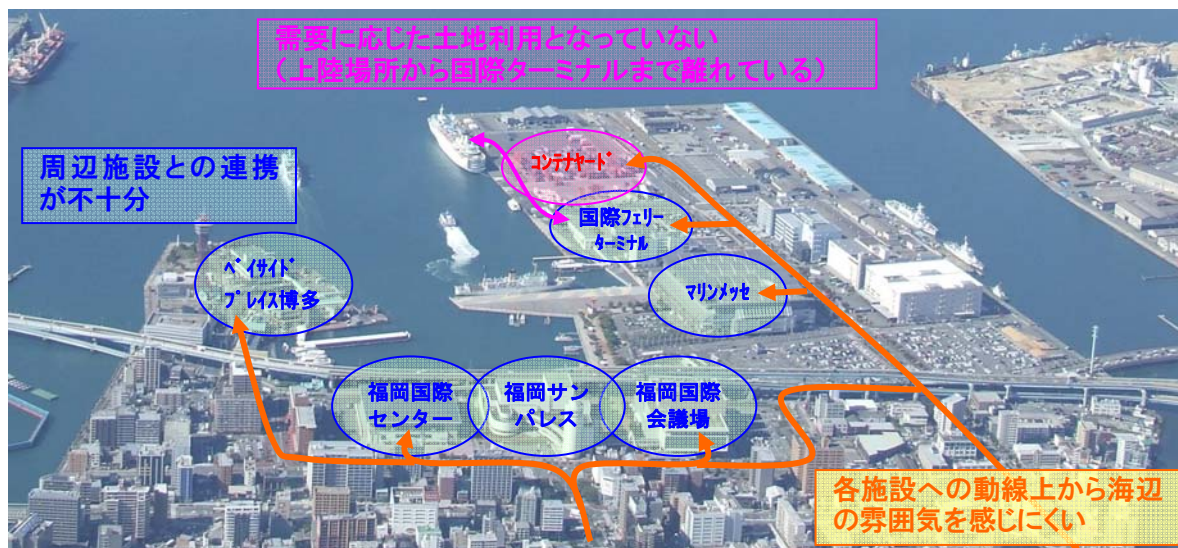 需要に応じた土地利用となっていない
（上陸場所から国際ターミナルまで離れている）
周辺施設との連携
が不十分
ｺﾝﾃﾅﾔｰﾄﾞ
国際ﾌｪﾘｰ
ﾀｰﾐﾅﾙ
ﾍﾞｲｻｲﾄﾞ
ﾌﾟﾚｲｽ博多
ﾏﾘﾝﾒｯｾ
福岡国際
センター
福岡サン
パレス
福岡国際
会議場
各施設への動線上から海辺
の雰囲気を感じにくい